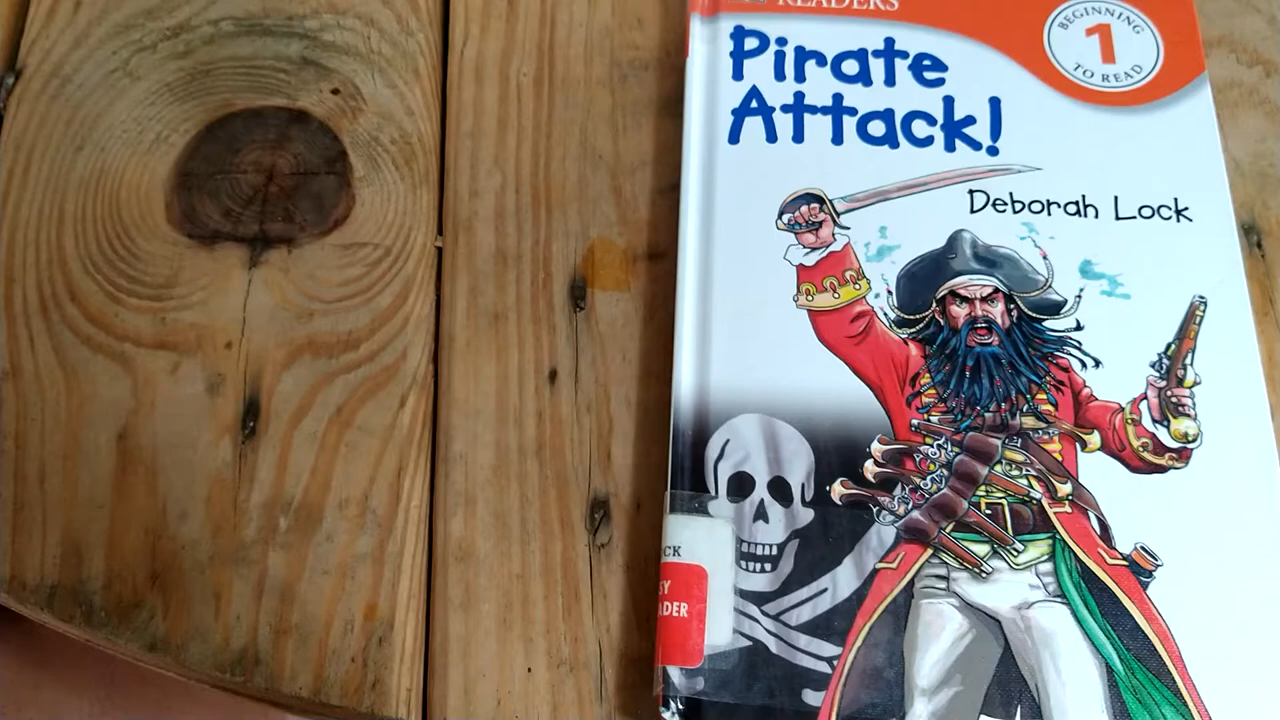 READERS
BEGINNING
1
TO READ
Pirate
Attack!
Deborah Lock